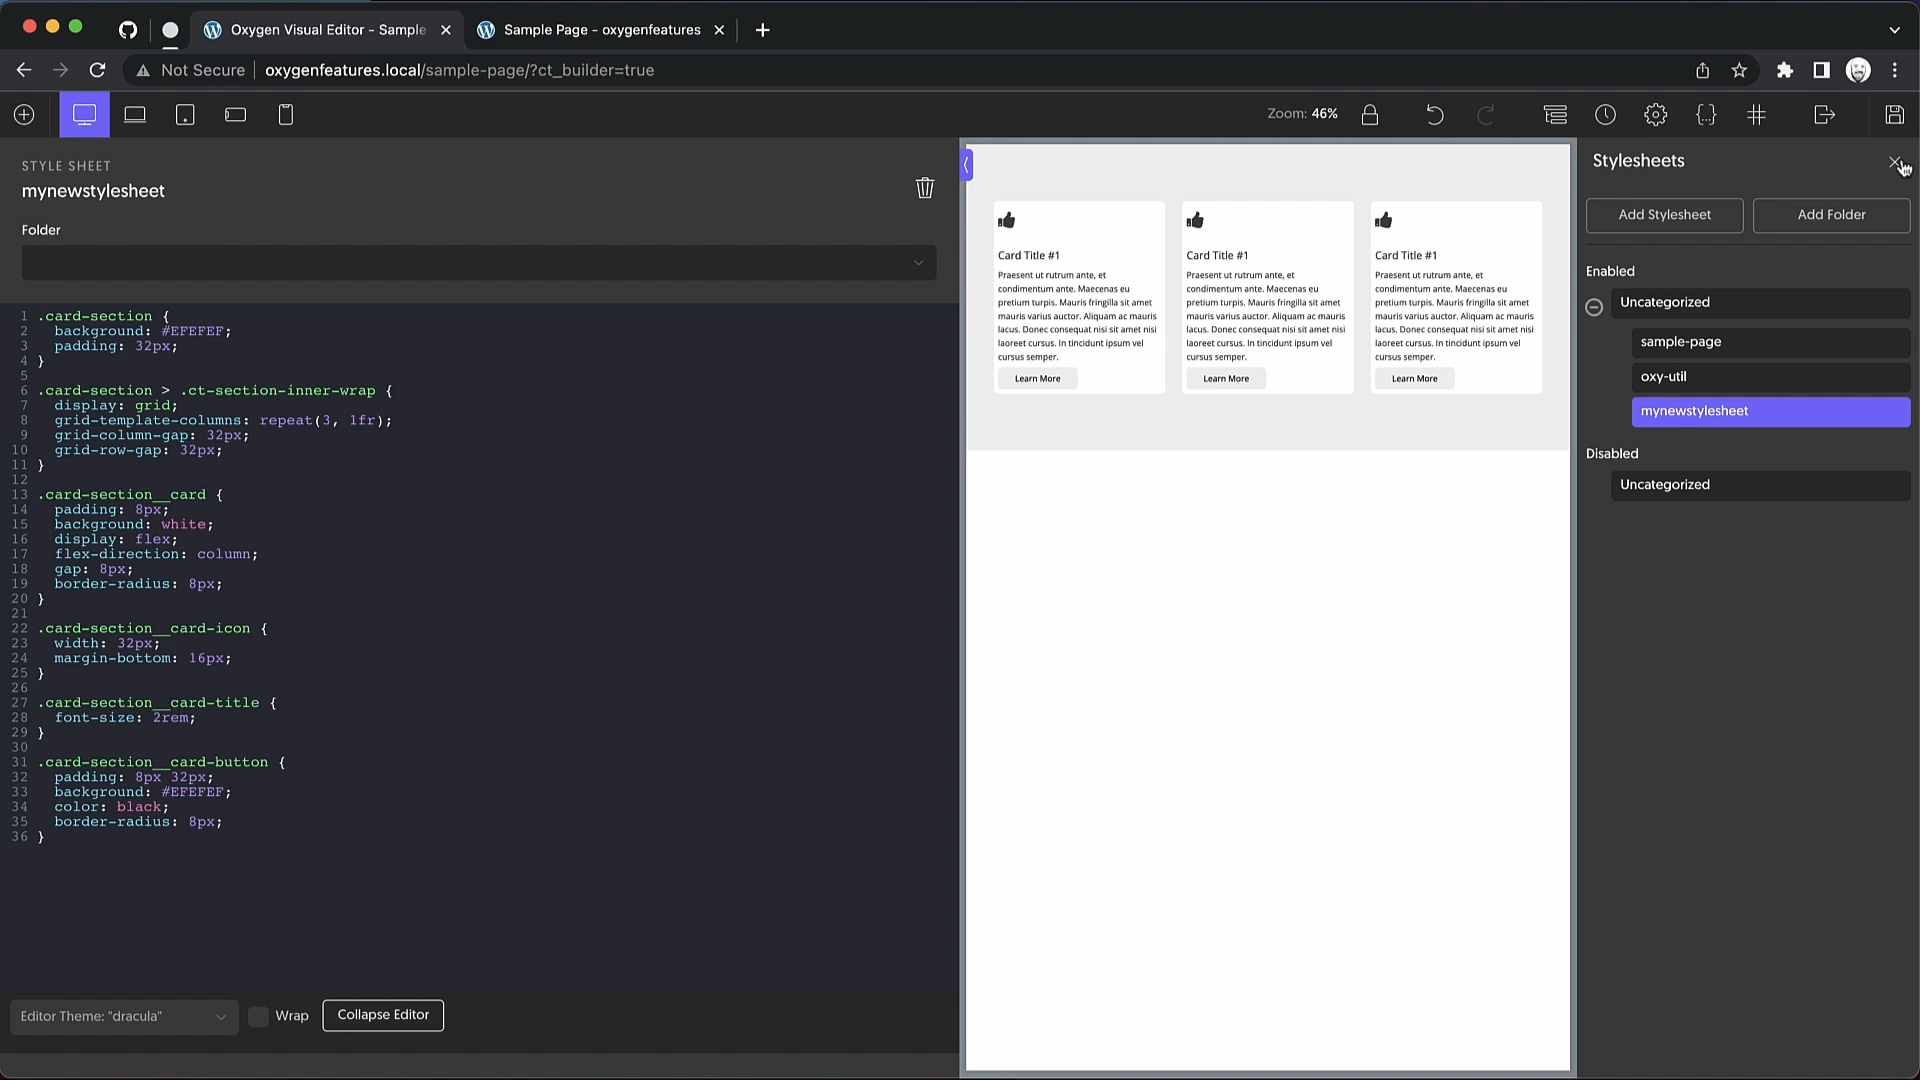 Oxygen Visual Editor - Sample
Sample Page - oxygenfeatures
Not Secure
oxygenfeatures.local/sample-page/?ct_builder=true
Zoom: 46%
STYLE SHEET
mynewstylesheet
Folder
1 .card-section {
2 background: #EFEFEF;
3 padding: 32px;
4 }
5
6 .card-section > .ct-section-inner-wrap {
7 display: grid;
8 grid-template-columns: repeat(3, 1fr);
9 grid-column-gap: 32px;
10 grid-row-gap: 32px;
11 }
12
13 .card-section__card {
14 padding: 8px;
15 background: white;
16 display: flex;
17 flex-direction: column;
18 gap: 8px;
19 border-radius: 8px;
20 }
21
22 .card-section__card-icon {
23 width: 32px;
24 margin-bottom: 16px;
25 }
26
27 .card-section__card-title {
28 font-size: 2rem;
29 }
30
31 .card-section__card-button {
32 padding: 8px 32px;
33 background: #EFEFEF;
34 color: black;
35 border-radius: 8px;
36 }
Editor Theme: "dracula"
Wrap
Collapse Editor
Card Title #1
Praesent ut rutrum ante, et
condimentum ante. Maecenas eu
pretium turpis. Mauris fringilla sit amet
mauris varius auctor. Aliquam ac mauris
lacus. Donec consequat nisi sit amet nisi
laoreet cursus. In tincidunt ipsum vel
cursus semper.
Learn More
Card Title #1
Praesent ut rutrum ante, et
condimentum ante. Maecenas eu
pretium turpis. Mauris fringilla sit amet
mauris varius auctor. Aliquam ac mauris
lacus. Donec consequat nisi sit amet nisi
laoreet cursus. In tincidunt ipsum vel
cursus semper.
Learn More
Card Title #1
Praesent ut rutrum ante, et
condimentum ante. Maecenas eu
pretium turpis. Mauris fringilla sit amet
mauris varius auctor. Aliquam ac mauris
lacus. Donec consequat nisi sit amet nisi
laoreet cursus. In tincidunt ipsum vel
cursus semper.
Learn More
Stylesheets
Add Stylesheet
Add Folder
Enabled
Uncategorized
sample-page
oxy-util
mynewstylesheet
Disabled
Uncategorized